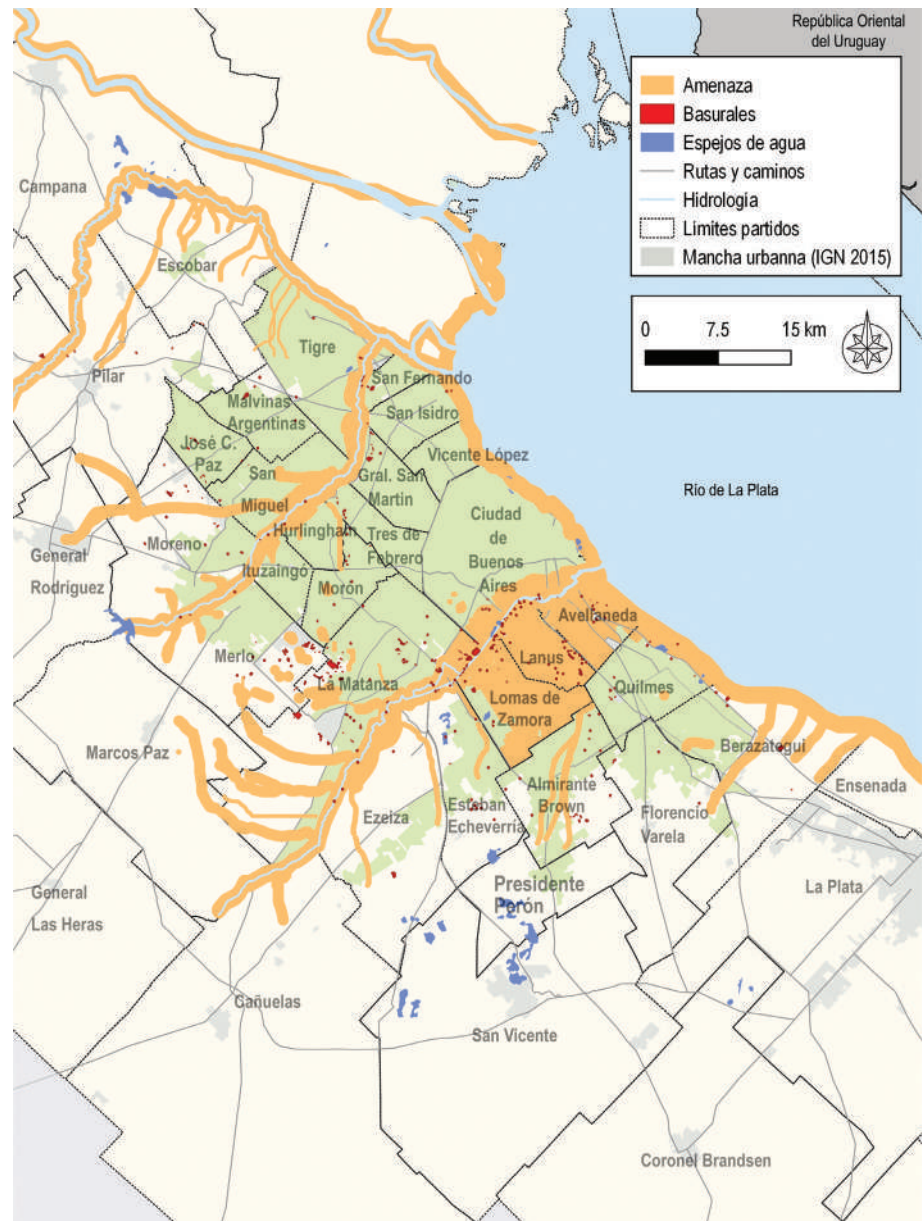 República Oriental
del Uruguay
Amenaza
Basurales
Espejos de agua
Rutas y caminos
Hidrología
Límites partidos
Mancha urbanna (IGN 2015)
0 7.5 15 km
Campana
Escobar
Tigre
Pilar
San Fernando
Malvinas
Argentinas
San Isidro
José C.
Paz
Vicente López
San
Miguel
Gral. San
Martin
Río de La Plata
Ciudad
de
Buenos
Aires
Hurlingham
Tres de
Febrero
Moreno
General
Rodríguez
Ituzaingó
Morón
Avellaneda
Merlo
Lanus
La Matanza
Quilmes
Lomas de
Zamora
Marcos Paz
Berazategui
Ensenada
Almirante
Brown
Ezeiza
Esteban
Echeverría
Florencio
Varela
Presidente
Perón
La Plata
General
Las Heras
Cañuelas
San Vicente
Coronel Brandsen